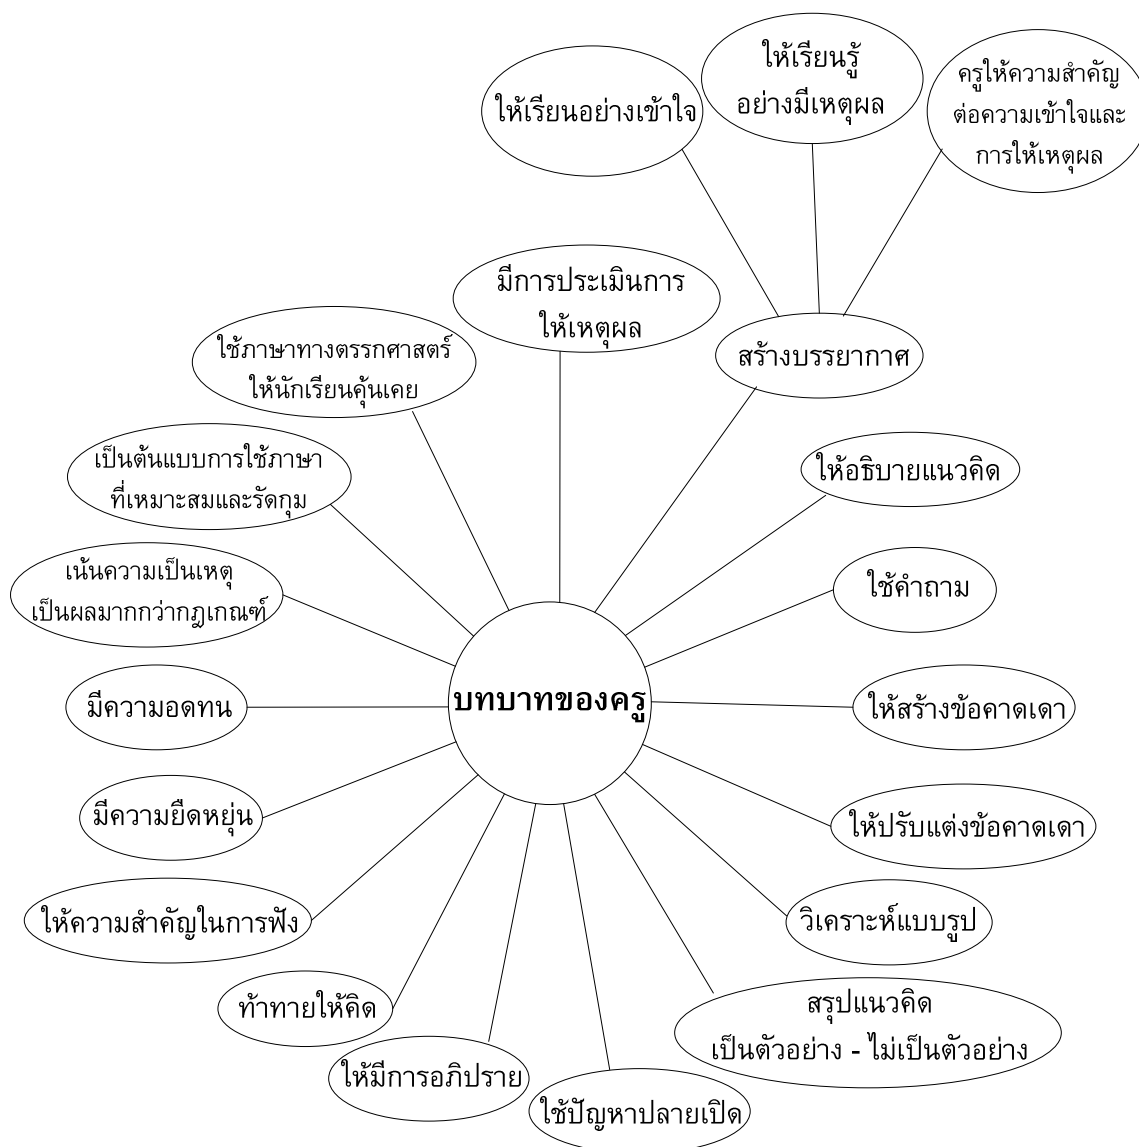 ให้เรียนรู้
อย่างมีเหตุผล
ครูให้ความสำคัญ
ต่อความเข้าใจและ
การให้เหตุผล
ให้เรียนอย่างเข้าใจ
มีการประเมินการ
ให้เหตุผล
สร้างบรรยากาศ
ใช้ภาษาทางตรรกศาสตร์
ให้นักเรียนคุ้นเคย
เป็นต้นแบบการใช้ภาษา
ที่เหมาะสมและรัดกุม
ให้อธิบายแนวคิด
เน้นความเป็นเหตุ
เป็นผลมากกว่ากฎเกณฑ์
ใช้คำถาม
บทบาทของครู
มีความอดทน
ให้สร้างข้อคาดเดา
มีความยืดหยุ่น
ให้ปรับแต่งข้อคาดเดา
ให้ความสำคัญในการฟัง
วิเคราะห์แบบรูป
ท้าทายให้คิด
สรุปแนวคิด
เป็นตัวอย่าง - ไม่เป็นตัวอย่าง
ให้มีการอภิปราย
ใช้ปัญหาปลายเปิด